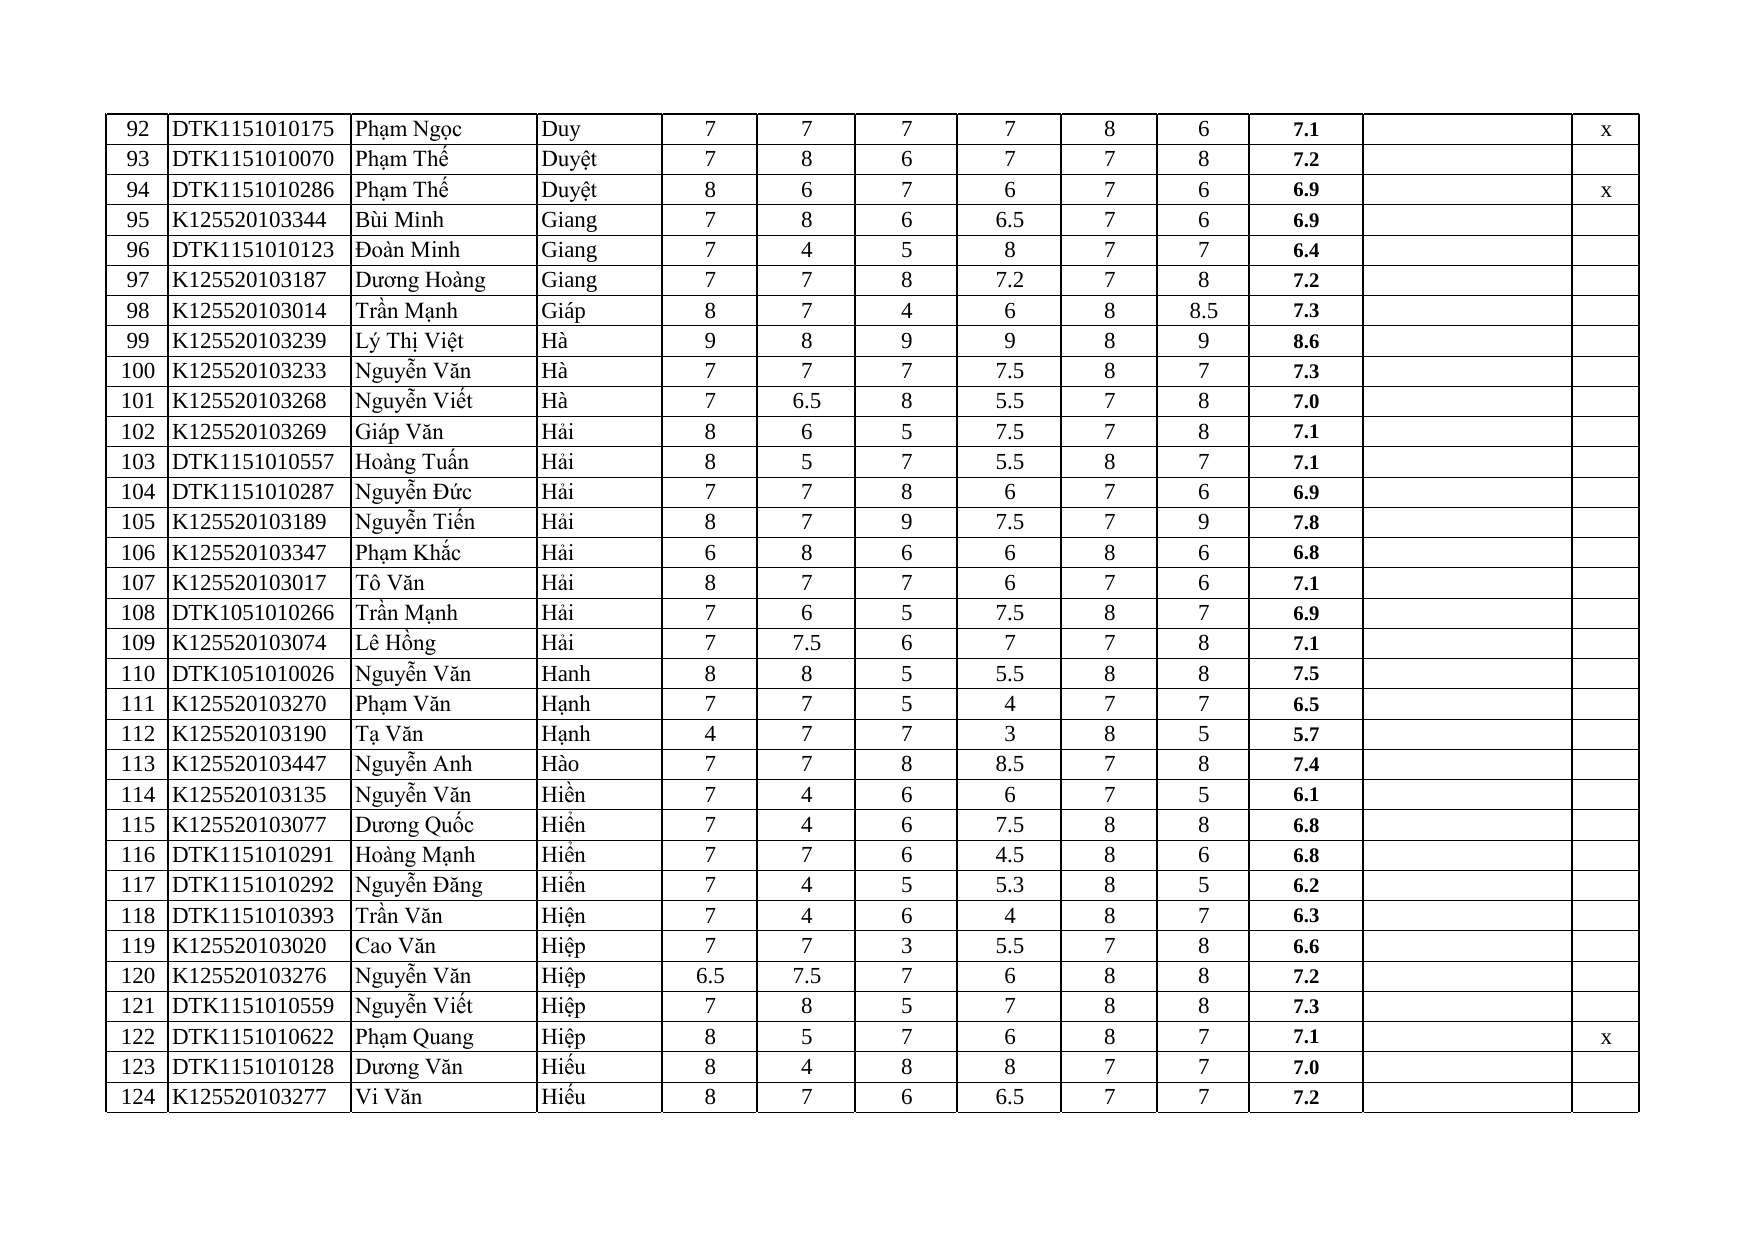 92 DTK1151010175 Phạm Ngọc Duy 7 7 7 7 8 6 7.1 x
93 DTK1151010070 Phạm Thế Duyệt 7 8 6 7 7 8 7.2
94 DTK1151010286 Phạm Thế Duyệt 8 6 7 6 7 6 6.9 x
95 K125520103344 Bùi Minh Giang 7 8 6 6.5 7 6 6.9
96 DTK1151010123 Đoàn Minh Giang 7 4 5 8 7 7 6.4
97 K125520103187 Dương Hoàng Giang 7 7 8 7.2 7 8 7.2
98 K125520103014 Trần Mạnh Giáp 8 7 4 6 8 8.5 7.3
99 K125520103239 Lý Thị Việt Hà 9 8 9 9 8 9 8.6
100 K125520103233 Nguyễn Văn Hà 7 7 7 7.5 8 7 7.3
101 K125520103268 Nguyễn Viết Hà 7 6.5 8 5.5 7 8 7.0
102 K125520103269 Giáp Văn Hải 8 6 5 7.5 7 8 7.1
103 DTK1151010557 Hoàng Tuấn Hải 8 5 7 5.5 8 7 7.1
104 DTK1151010287 Nguyễn Đức Hải 7 7 8 6 7 6 6.9
105 K125520103189 Nguyễn Tiến Hải 8 7 9 7.5 7 9 7.8
106 K125520103347 Phạm Khắc Hải 6 8 6 6 8 6 6.8
107 K125520103017 Tô Văn Hải 8 7 7 6 7 6 7.1
108 DTK1051010266 Trần Mạnh Hải 7 6 5 7.5 8 7 6.9
109 K125520103074 Lê Hồng Hải 7 7.5 6 7 7 8 7.1
110 DTK1051010026 Nguyễn Văn Hanh 8 8 5 5.5 8 8 7.5
111 K125520103270 Phạm Văn Hạnh 7 7 5 4 7 7 6.5
112 K125520103190 Tạ Văn Hạnh 4 7 7 3 8 5 5.7
113 K125520103447 Nguyễn Anh Hào 7 7 8 8.5 7 8 7.4
114 K125520103135 Nguyễn Văn Hiền 7 4 6 6 7 5 6.1
115 K125520103077 Dương Quốc Hiển 7 4 6 7.5 8 8 6.8
116 DTK1151010291 Hoàng Mạnh Hiển 7 7 6 4.5 8 6 6.8
117 DTK1151010292 Nguyễn Đăng Hiển 7 4 5 5.3 8 5 6.2
118 DTK1151010393 Trần Văn Hiện 7 4 6 4 8 7 6.3
119 K125520103020 Cao Văn Hiệp 7 7 3 5.5 7 8 6.6
120 K125520103276 Nguyễn Văn Hiệp 6.5 7.5 7 6 8 8 7.2
121 DTK1151010559 Nguyễn Viết Hiệp 7 8 5 7 8 8 7.3
122 DTK1151010622 Phạm Quang Hiệp 8 5 7 6 8 7 7.1 x
123 DTK1151010128 Dương Văn Hiếu 8 4 8 8 7 7 7.0
124 K125520103277 Vi Văn Hiếu 8 7 6 6.5 7 7 7.2